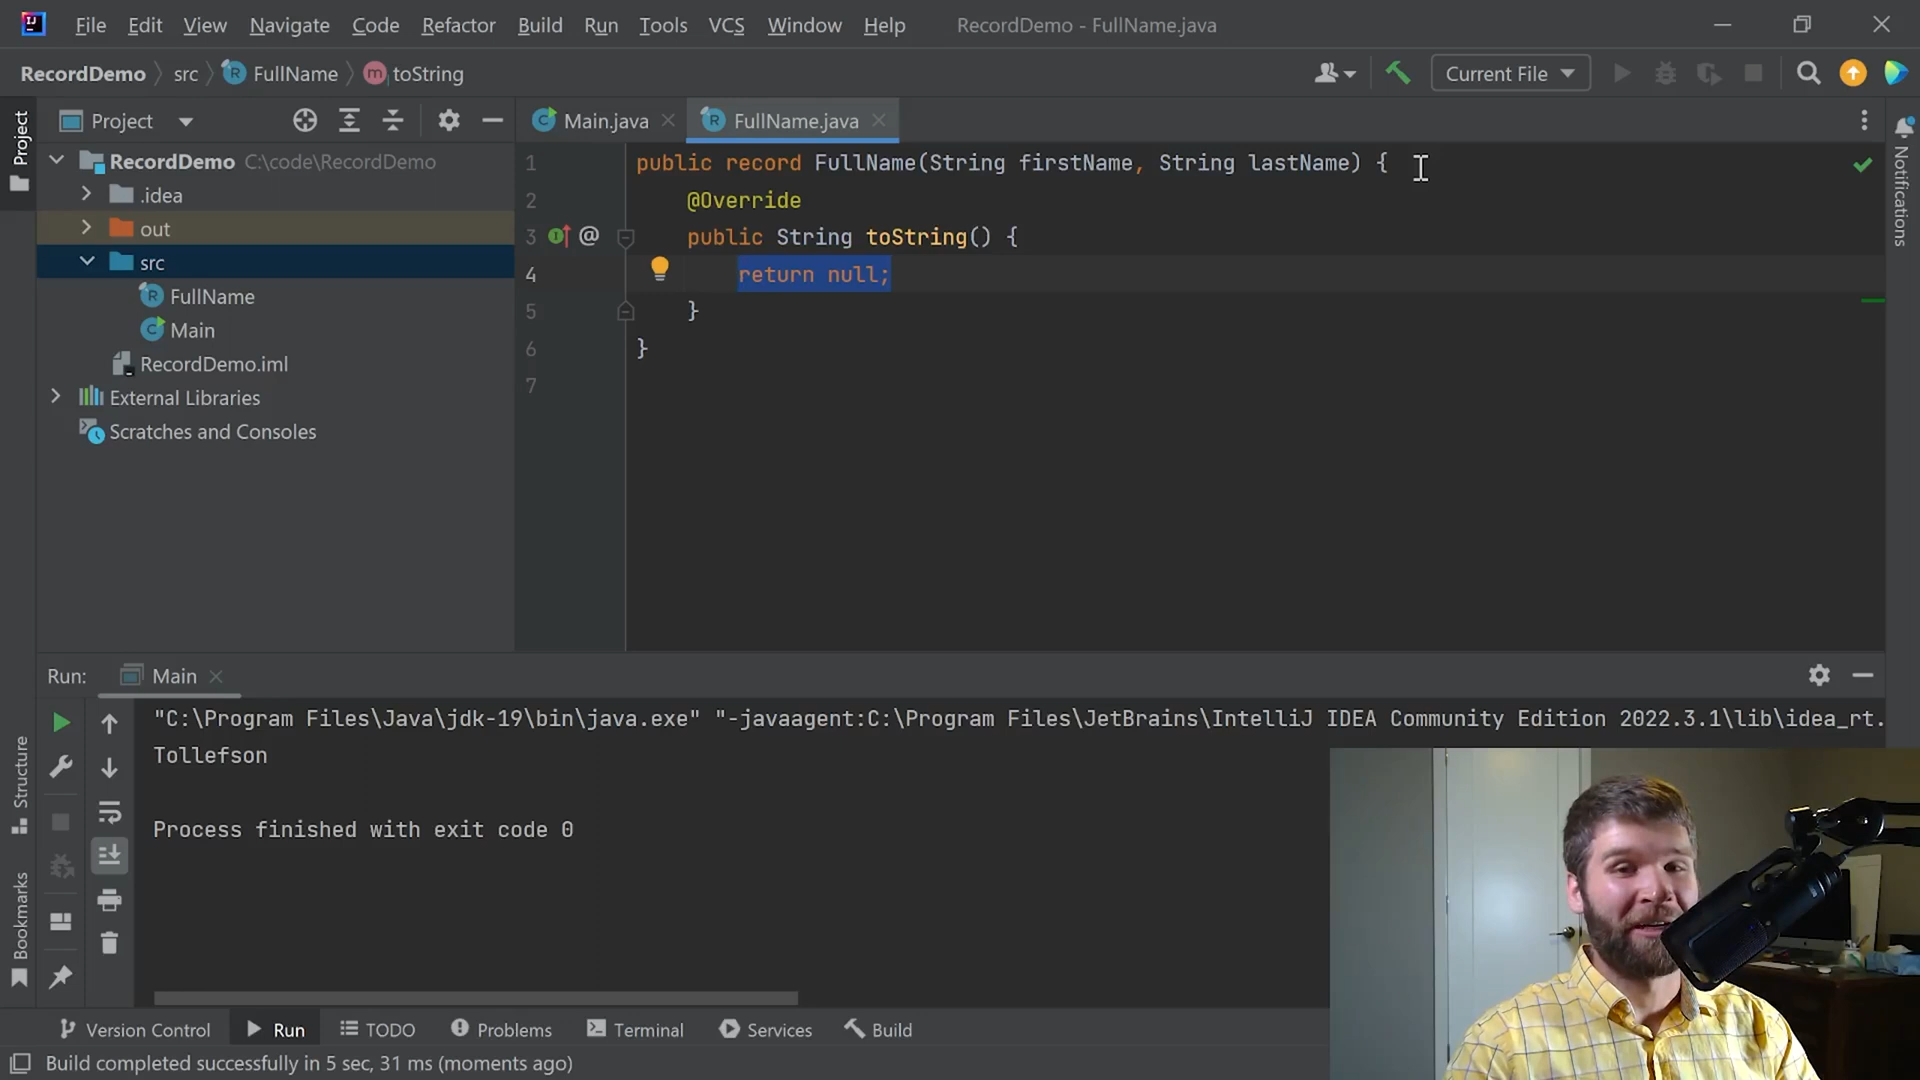 File Edit View Navigate Code Refactor Build Run Tools VCS Window Help RecordDemo - FullName.java
RecordDemo src FullName toString Current File
Project Main.java FullName.java
RecordDemo C:\code\RecordDemo
.idea
out
src
FullName
Main
RecordDemo.iml
External Libraries
Scratches and Consoles
Project
Structure
Bookmarks
1 public record FullName(String firstName, String lastName) {
2 @Override
3 public String toString() {
4 return null;
5 }
6 }
7
Notifications
Run: Main
"C:\Program Files\Java\jdk-19\bin\java.exe" "-javaagent:C:\Program Files\JetBrains\IntelliJ IDEA Community Edition 2022.3.1\lib\idea_rt.
Tollefson
Process finished with exit code 0
Version Control Run TODO Problems Terminal Services Build
Build completed successfully in 5 sec, 31 ms (moments ago)